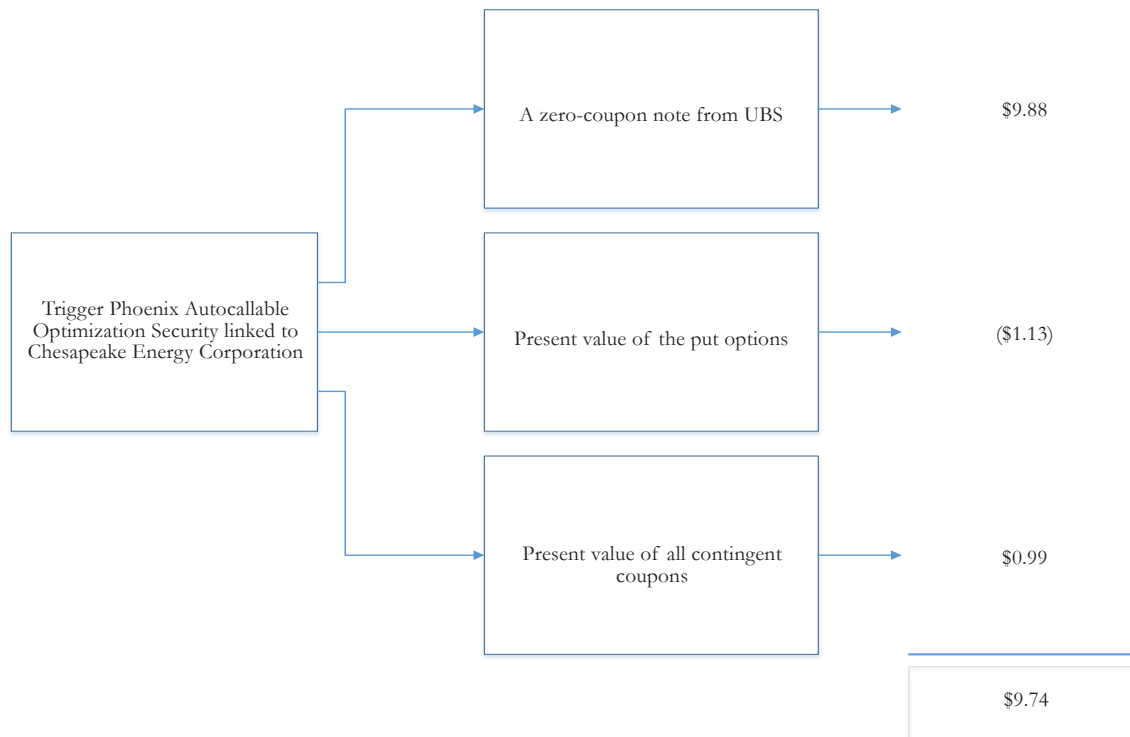 A zero-coupon note from UBS
$9.88
Trigger Phoenix Autocallable
Optimization Security linked to
Chesapeake Energy Corporation
Present value of the put options
($1.13)
Present value of all contingent
coupons
$0.99
$9.74